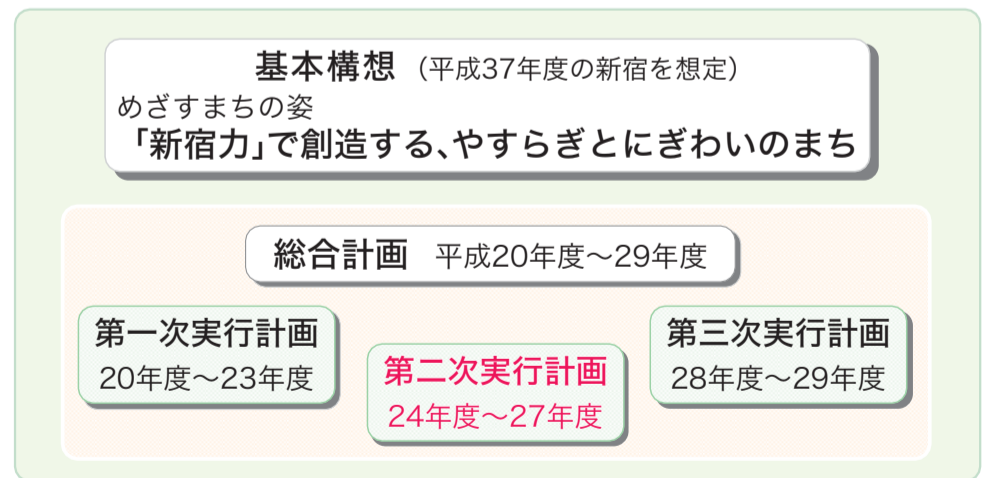 基本構想 （平成37年度の新宿を想定）
めざすまちの姿
「新宿力」で創造する、やすらぎとにぎわいのまち
総合計画 平成20年度～29年度
第一次実行計画
20年度～23年度
第二次実行計画
24年度～27年度
第三次実行計画
28年度～29年度